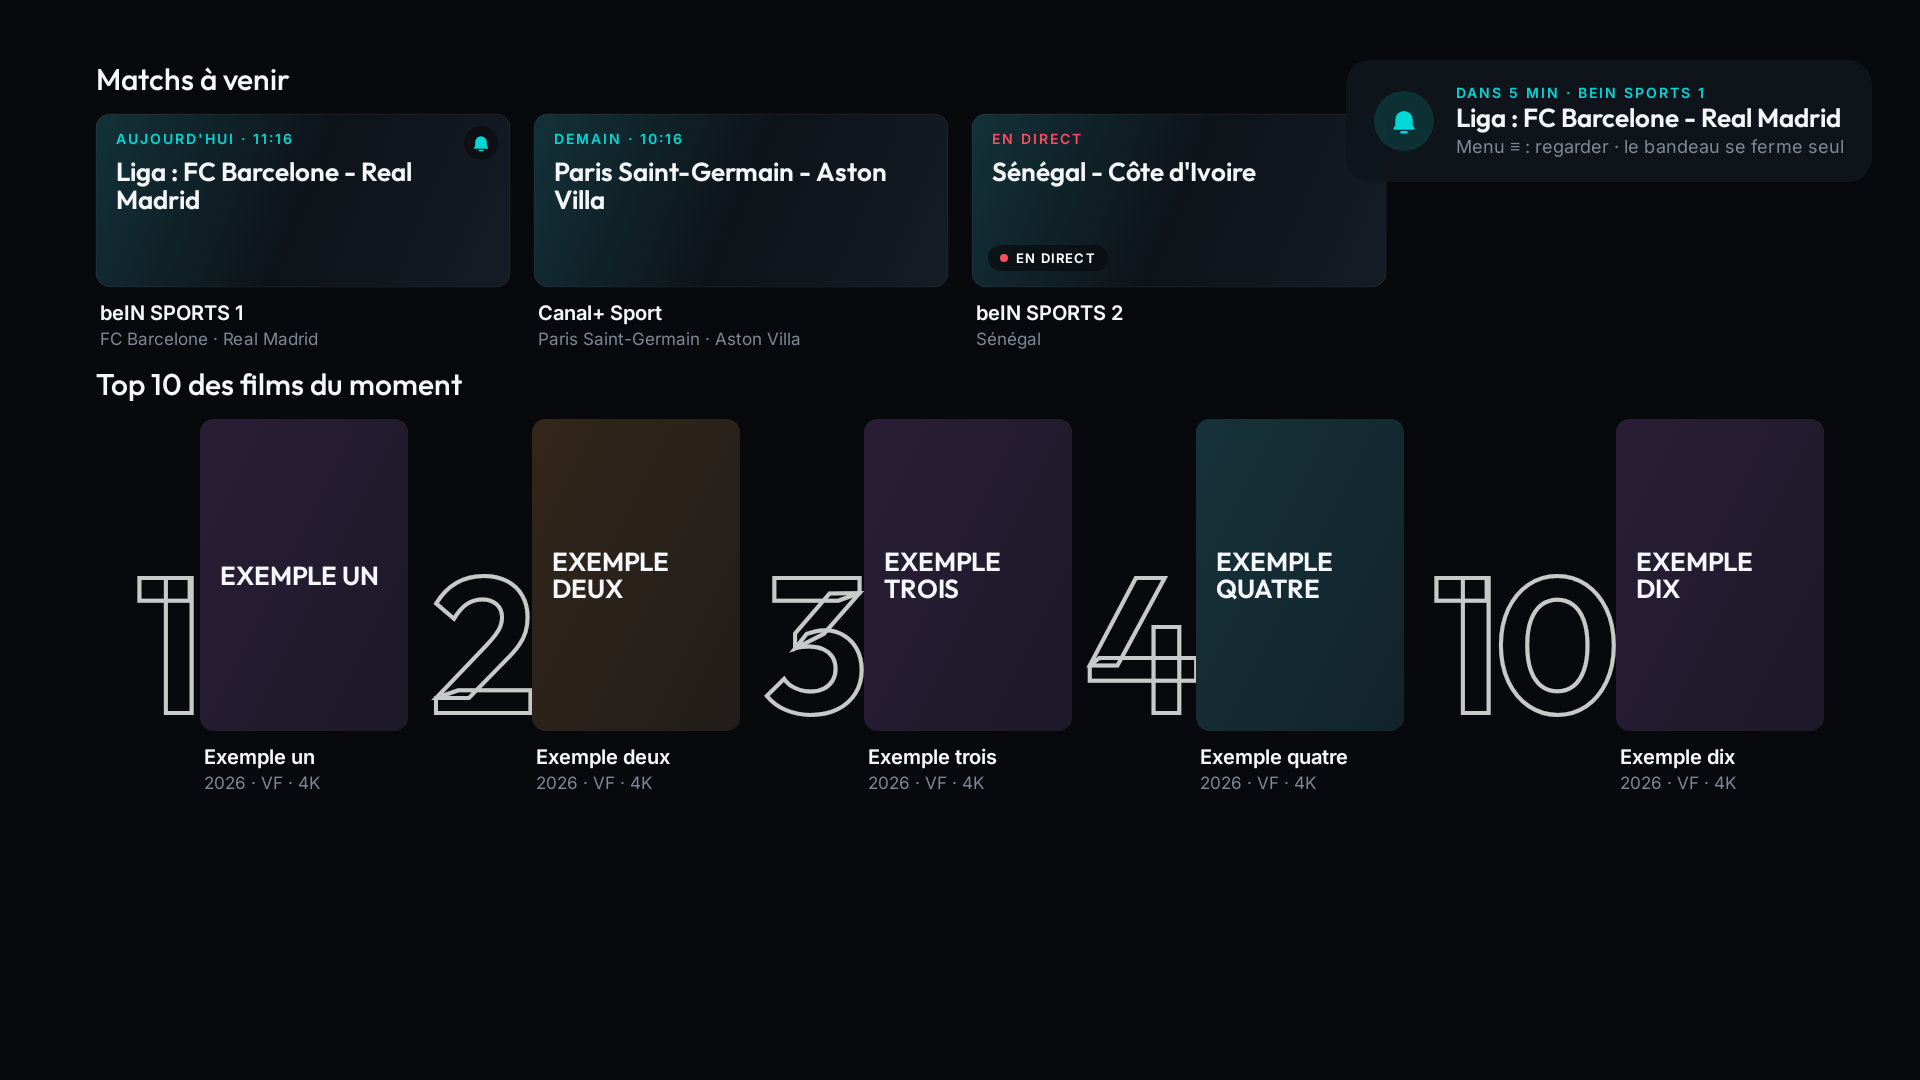 Matchs à venir
DANS 5 MIN · BEIN SPORTS 1
Liga : FC Barcelone - Real Madrid
Menu ≡ : regarder · le bandeau se ferme seul
AUJOURD'HUI · 11:16
Liga : FC Barcelone - Real
Madrid
beIN SPORTS 1
FC Barcelone · Real Madrid
DEMAIN · 10:16
Paris Saint-Germain - Aston
Villa
Canal+ Sport
Paris Saint-Germain · Aston Villa
EN DIRECT
Sénégal - Côte d'Ivoire
EN DIRECT
beIN SPORTS 2
Sénégal
Top 10 des films du moment
1
EXEMPLE UN
Exemple un
2026 · VF · 4K
2
EXEMPLE
DEUX
Exemple deux
2026 · VF · 4K
3
EXEMPLE
TROIS
Exemple trois
2026 · VF · 4K
4
EXEMPLE
QUATRE
Exemple quatre
2026 · VF · 4K
10
EXEMPLE
DIX
Exemple dix
2026 · VF · 4K